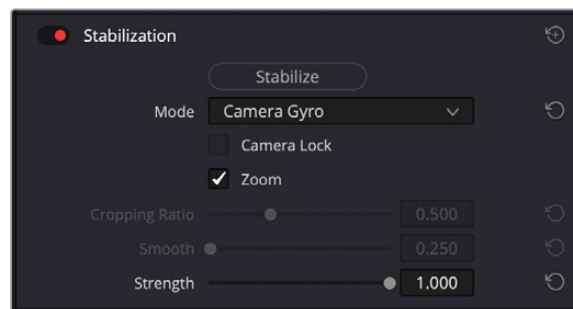 Stabilization
Stabilize
Mode Camera Gyro
Camera Lock
Zoom
Cropping Ratio 0.500
Smooth 0.250
Strength 1.000